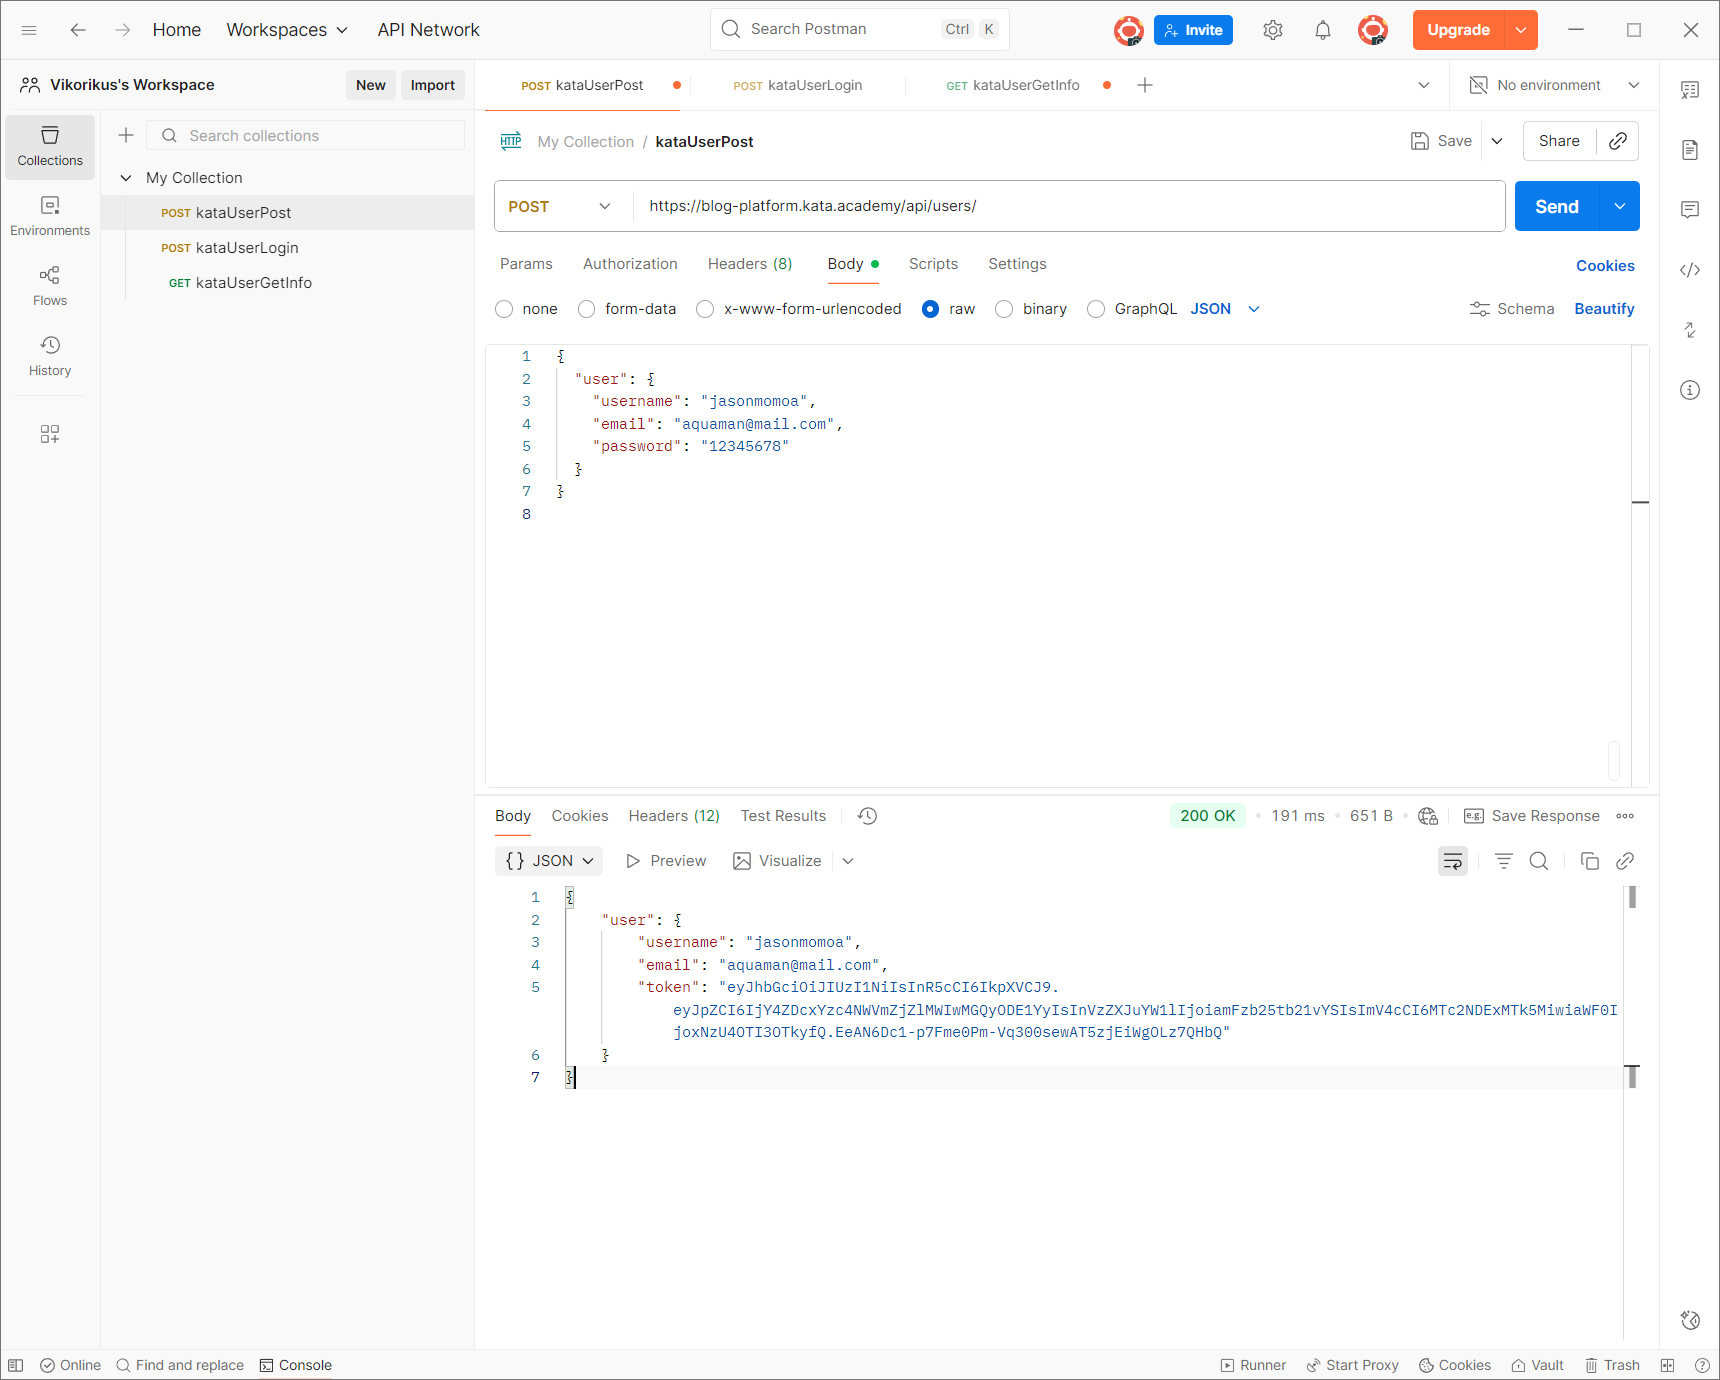 Home
Workspaces
API Network
Search Postman
Ctrl K
Invite
Upgrade
Vikorikus's Workspace
New
Import
POST kataUserPost
POST kataUserLogin
GET kataUserGetInfo
No environment
Collections
Environments
Flows
History
Search collections
My Collection
POST kataUserPost
POST kataUserLogin
GET kataUserGetInfo
HTTP
My Collection / kataUserPost
Save
Share
POST
https://blog-platform.kata.academy/api/users/
Send
Params
Authorization
Headers (8)
Body
Scripts
Settings
Cookies
none
form-data
x-www-form-urlencoded
raw
binary
GraphQL
JSON
Schema
Beautify
1 {
2 "user": {
3 "username": "jasonmomoa",
4 "email": "aquaman@mail.com",
5 "password": "12345678"
6 }
7 }
8
Body
Cookies
Headers (12)
Test Results
200 OK
191 ms
651 B
e.g.
Save Response
{} JSON
Preview
Visualize
1 {
2 "user": {
3 "username": "jasonmomoa",
4 "email": "aquaman@mail.com",
5 "token": "eyJhbGciOiJIUzI1NiIsInR5cCI6IkpXVCJ9.
eyJpZCI6IjY4ZDcxYzc4NWVmZjZlMWIwMGQyODE1YyIsInVzZXJuYW1lIjoiamFzb25tb21vYSIsImV4cCI6MTc2NDExMTk5MiwiaWF0I
joxNzU4OTI3OTkyfQ.EeAN6Dc1-p7Fme0Pm-Vq300sewAT5zjEiWgOLz7QHbQ"
6 }
7 }
Online
Find and replace
Console
Runner
Start Proxy
Cookies
Vault
Trash